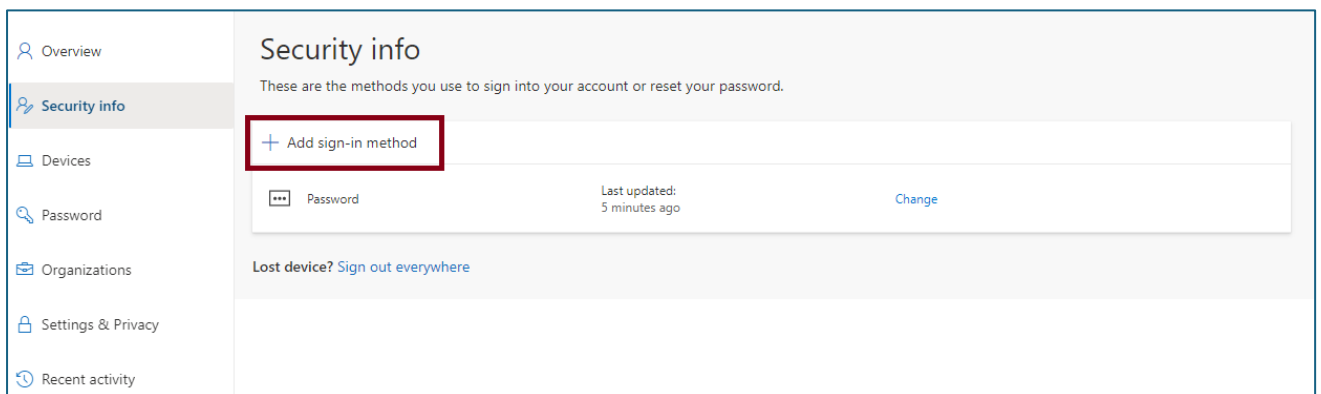 Overview
Security info
Devices
Password
Organizations
Settings & Privacy
Recent activity
Security info
These are the methods you use to sign into your account or reset your password.
Add sign-in method
Password
Last updated:
5 minutes ago
Change
Lost device? Sign out everywhere